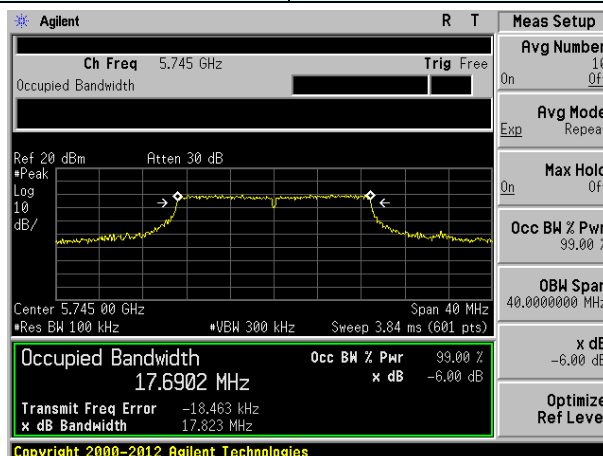 Agilent R T Meas Setup
Ch Freq 5.745 GHz Trig Free
Occupied Bandwidth
Avg Number
10
On Of
Avg Mode
Exp Repea
Max Hold
On Of
Occ BW % Pwr
99.00 %
OBW Span
40.0000000 MHz
x dB
-6.00 dB
Optimize
Ref Leve
Ref 20 dBm Atten 30 dB
#Peak
Log
10
dB/
Center 5.745 00 GHz Span 40 MHz
#Res BW 100 kHz #VBW 300 kHz Sweep 3.84 ms (601 pts)
Occupied Bandwidth Occ BW % Pwr 99.00 %
17.6902 MHz x dB -6.00 dB
Transmit Freq Error -18.463 kHz
x dB Bandwidth 17.823 MHz
Copyright 2000-2012 Agilent Technologies